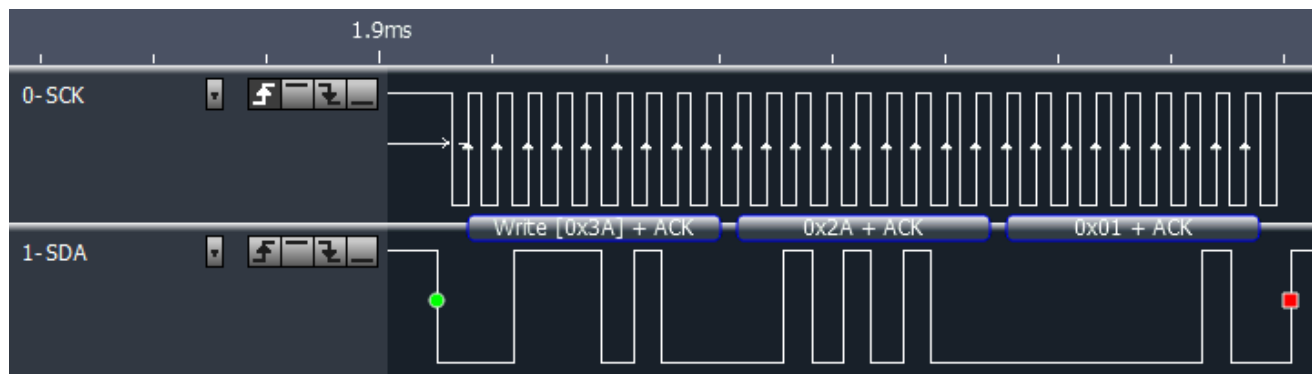 1.9ms
0-SCK
Write [0x3A] + ACK 0x2A + ACK 0x01 + ACK
1-SDA